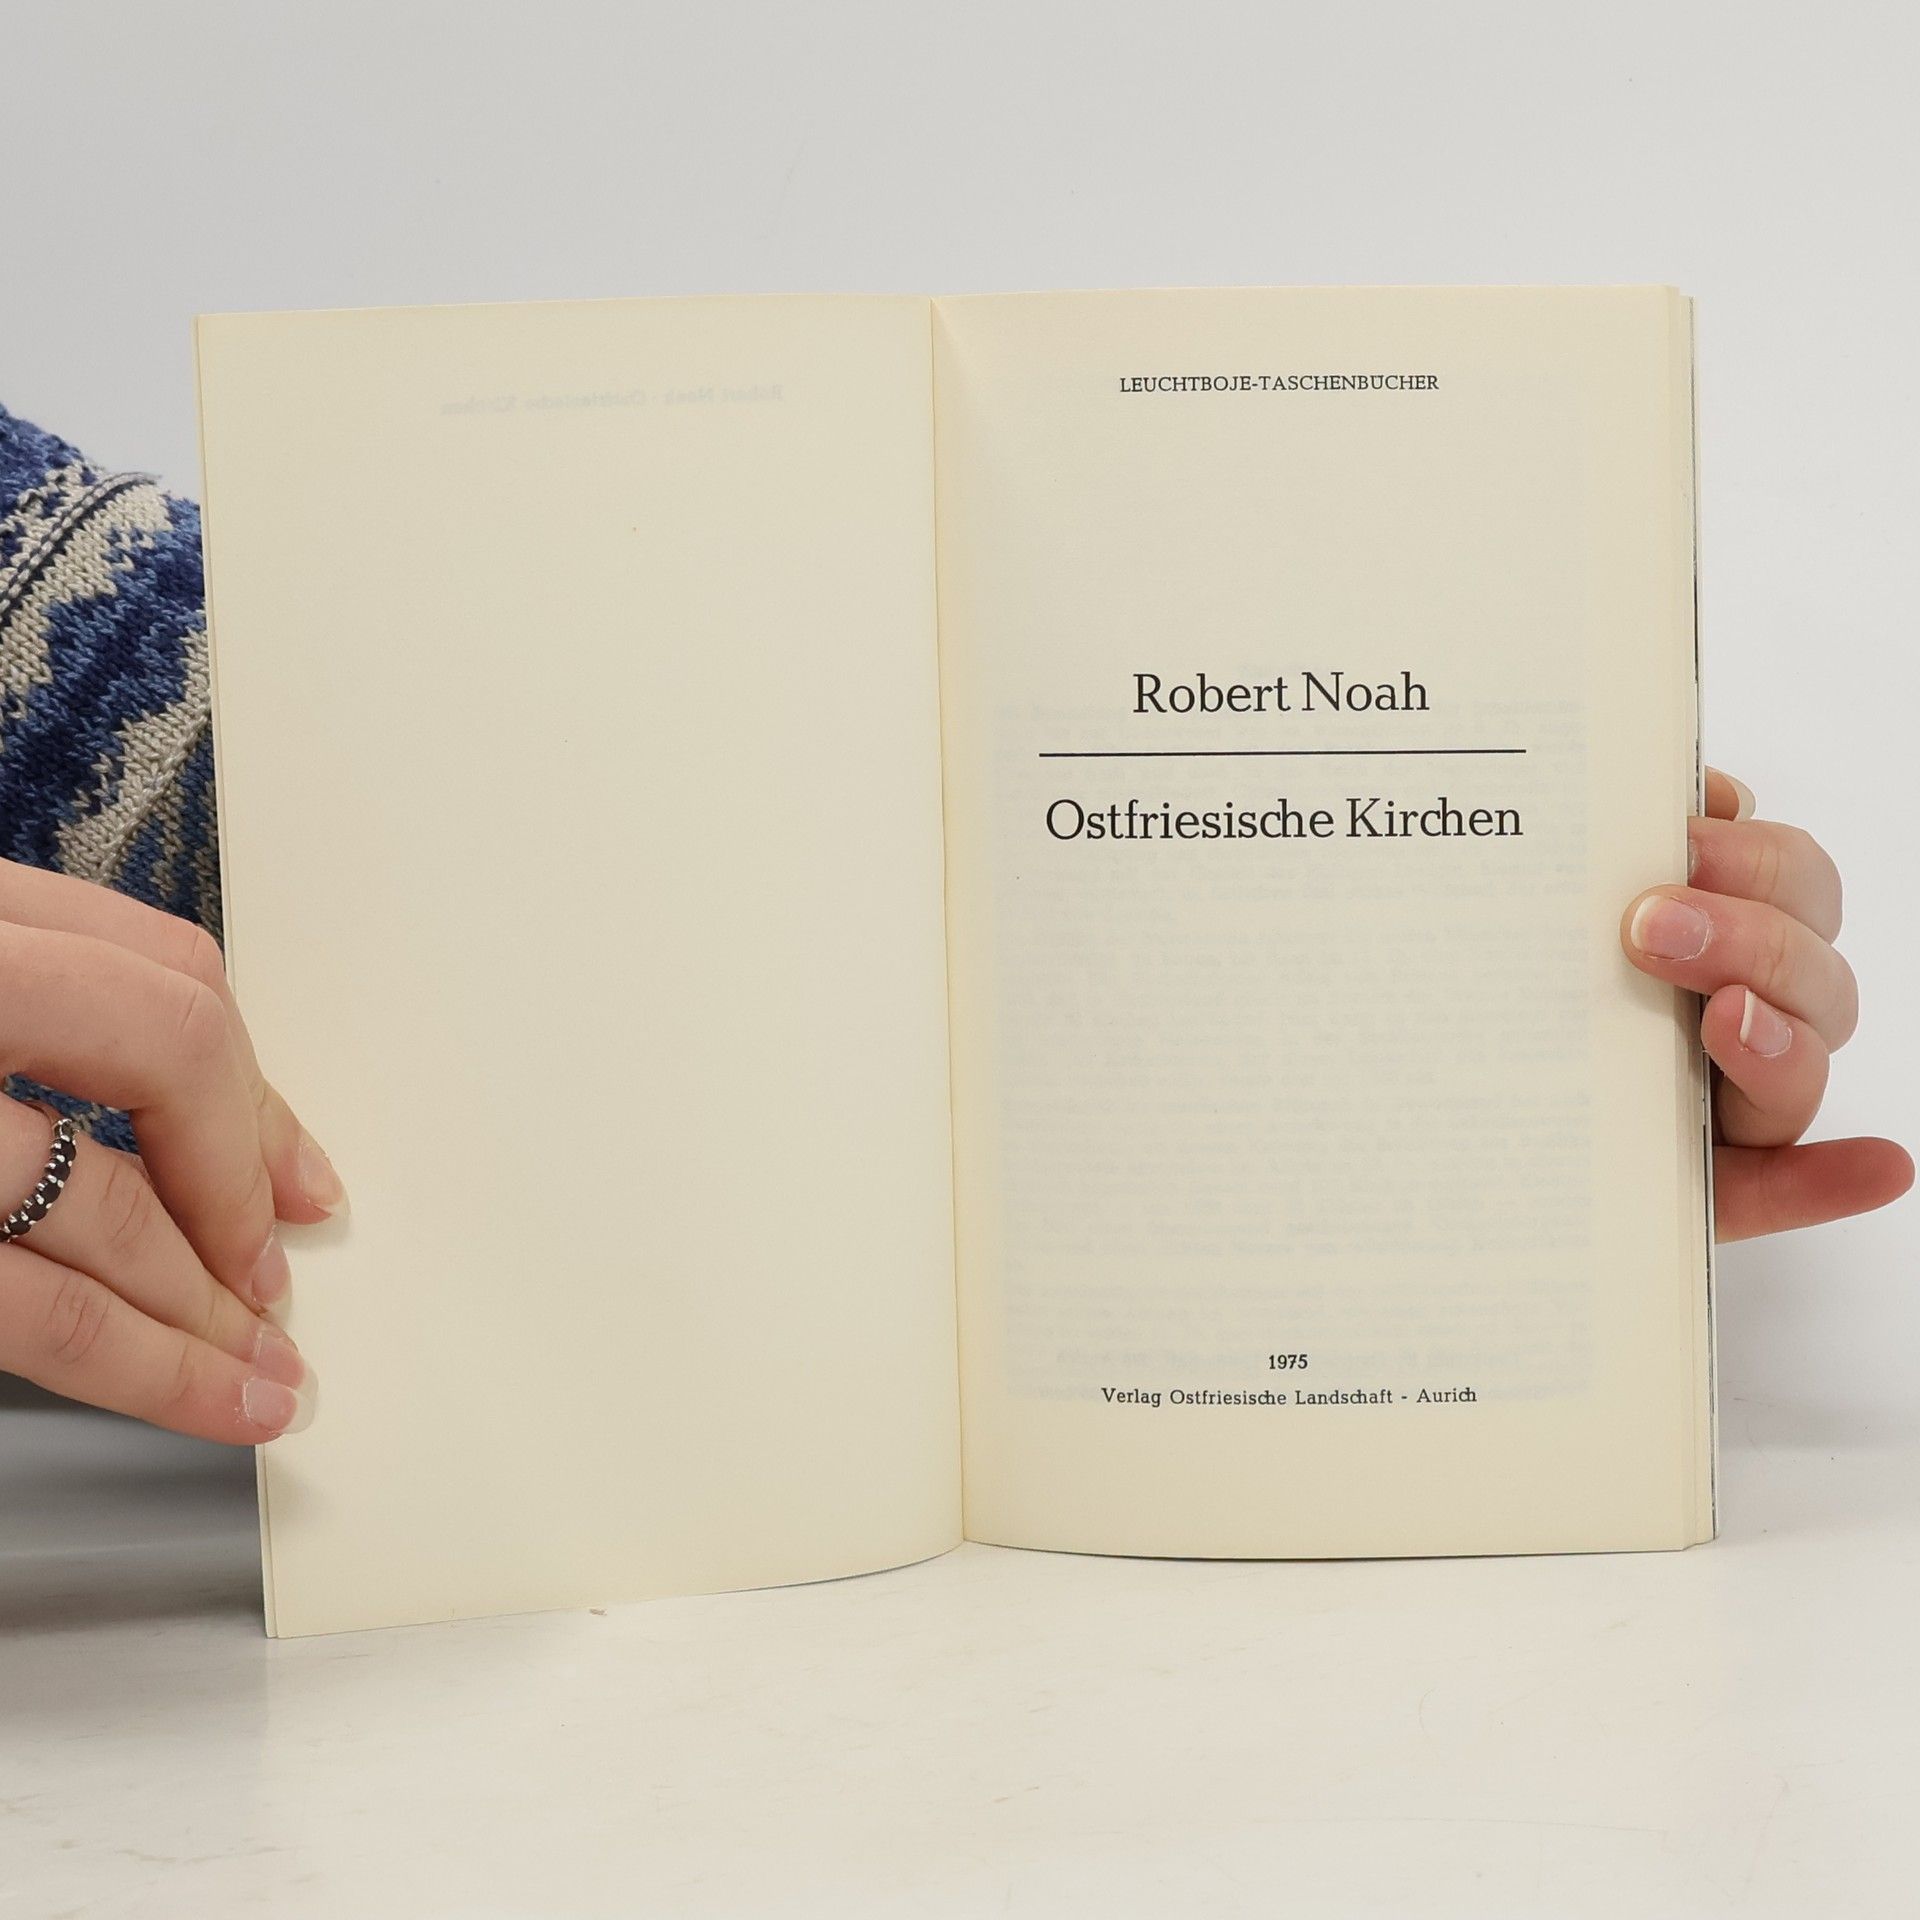 LEUCHTBOJE-TASCHENBÜCHER
Robert Noah
Ostfriesische Kirchen
1975
Verlag Ostfriesische Landschaft - Aurich